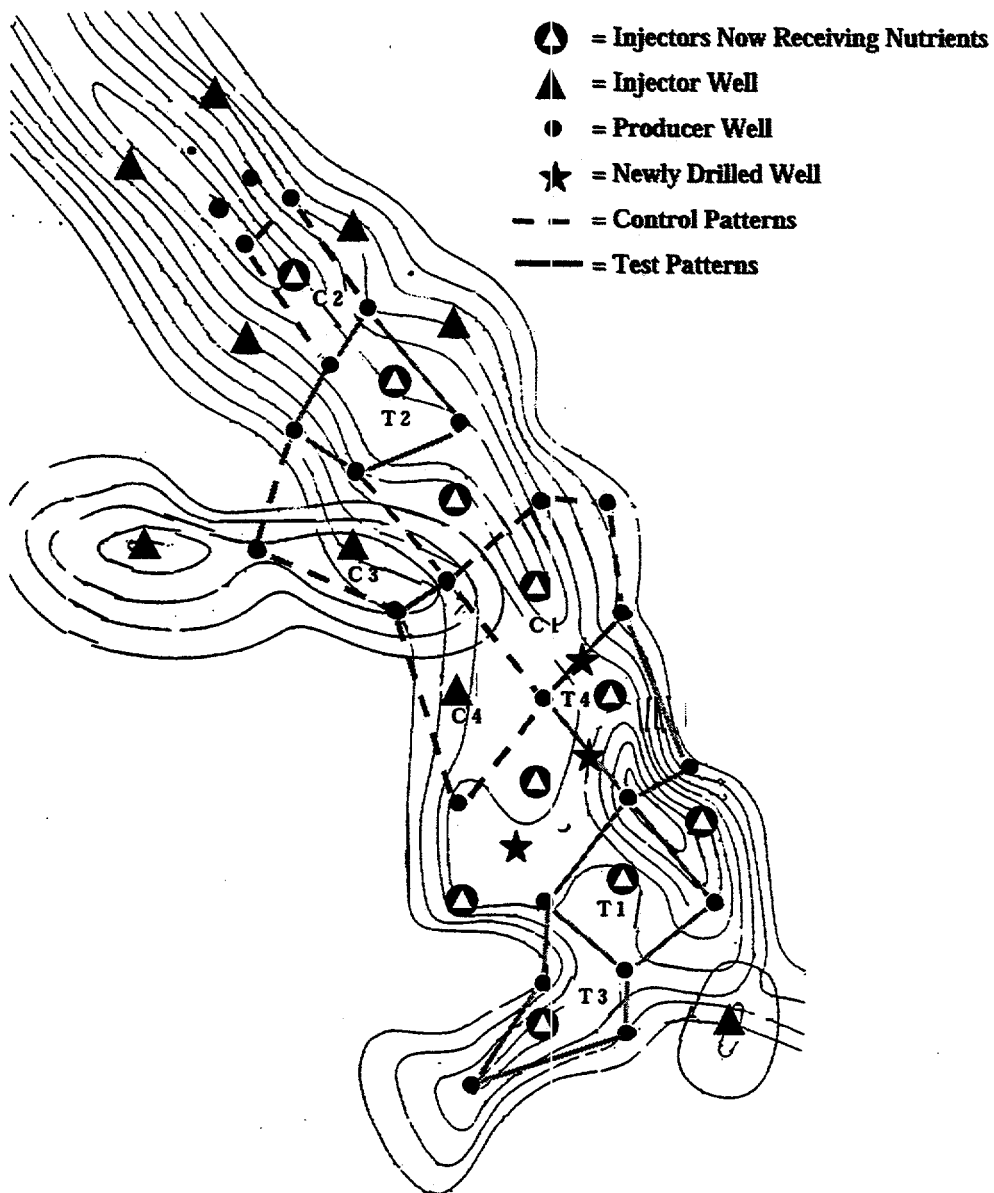 = Injectors Now Receiving Nutrients
= Injector Well
= Producer Well
= Newly Drilled Well
= Control Patterns
= Test Patterns
C 2
T 2
C 3
C 1
T 4
C 4
T 1
T 3